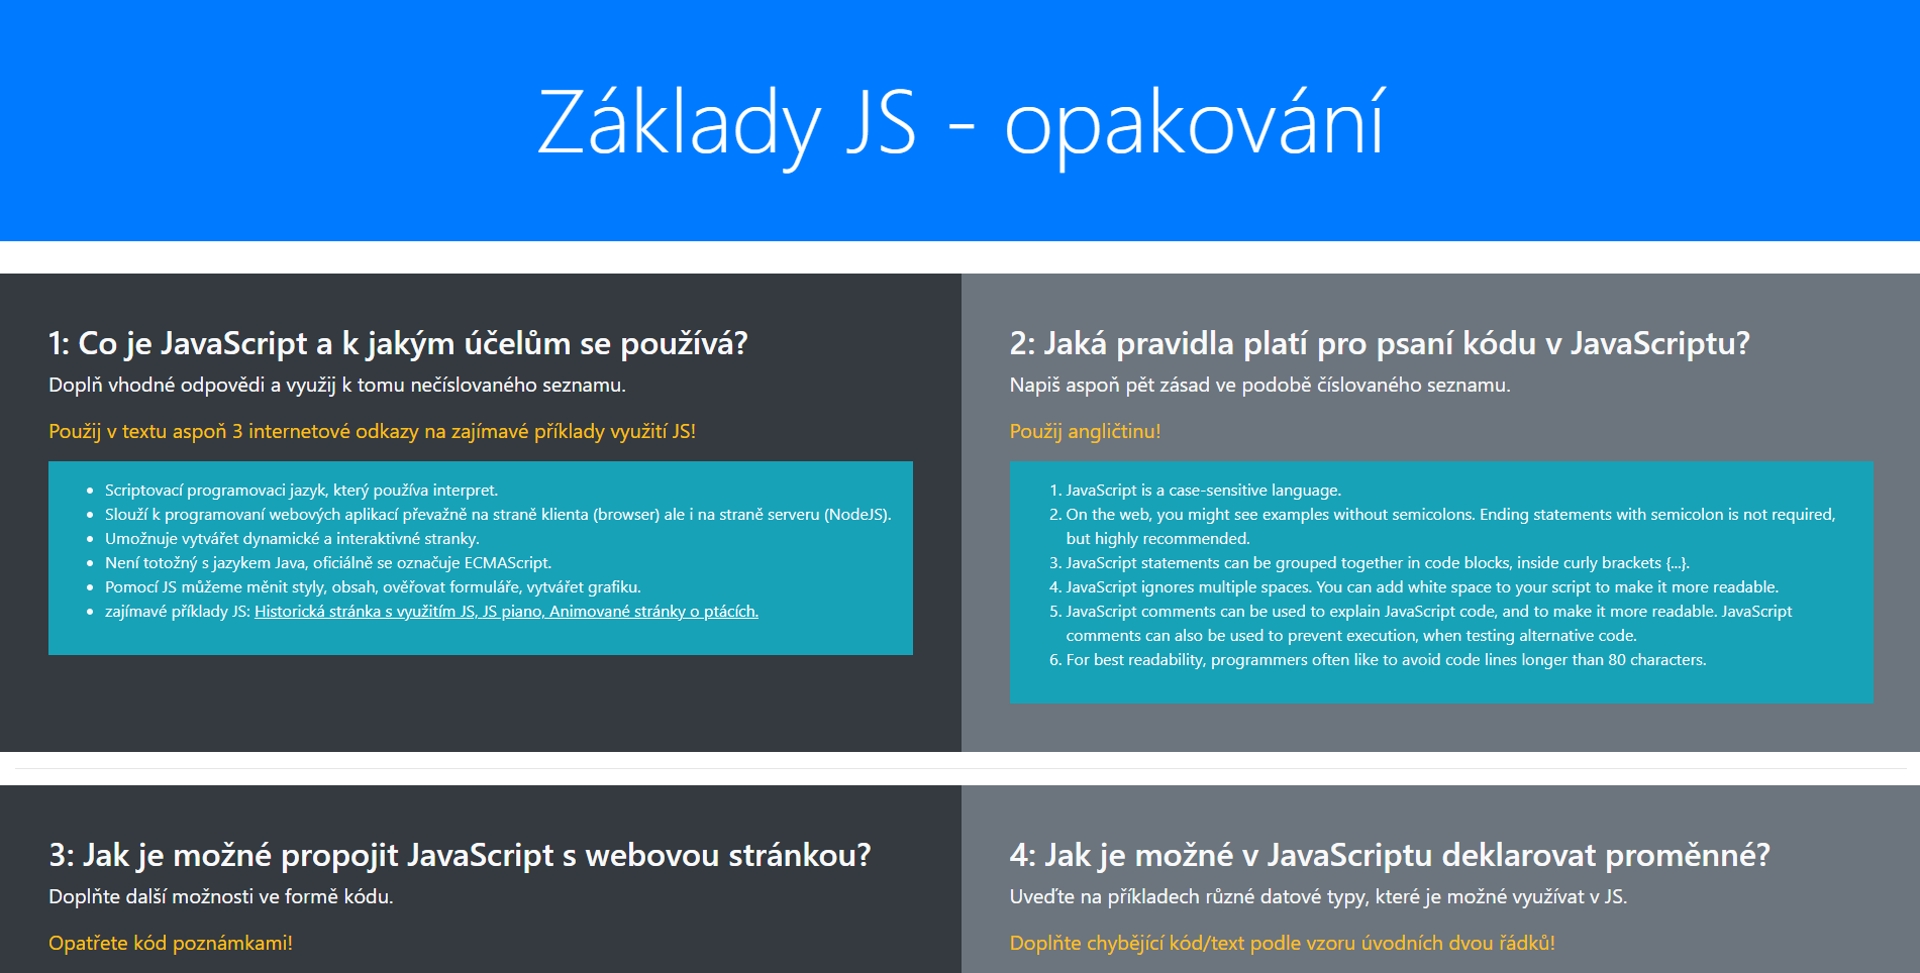 Základy JS - opakování
1: Co je JavaScript a k jakým účelům se používá?
Doplň vhodné odpovědi a využij k tomu nečíslovaného seznamu.
Použij v textu aspoň 3 internetové odkazy na zajímavé příklady využití JS!
• Scriptovací programovaci jazyk, který používa interpret.
• Slouží k programovaní webových aplikací převažně na straně klienta (browser) ale i na straně serveru (NodeJS).
• Umožnuje vytvářet dynamické a interaktivné stranky.
• Není totožný s jazykem Java, oficiálně se označuje ECMAScript.
• Pomocí JS můžeme měnit styly, obsah, ověřovat formuláře, vytvářet grafiku.
• zajímavé příklady JS: Historická stránka s využitím JS, JS piano, Animované stránky o ptácích.
2: Jaká pravidla platí pro psaní kódu v JavaScriptu?
Napiš aspoň pět zásad ve podobě číslovaného seznamu.
Použij angličtinu!
1. JavaScript is a case-sensitive language.
2. On the web, you might see examples without semicolons. Ending statements with semicolon is not required,
but highly recommended.
3. JavaScript statements can be grouped together in code blocks, inside curly brackets {...}.
4. JavaScript ignores multiple spaces. You can add white space to your script to make it more readable.
5. JavaScript comments can be used to explain JavaScript code, and to make it more readable. JavaScript
comments can also be used to prevent execution, when testing alternative code.
6. For best readability, programmers often like to avoid code lines longer than 80 characters.
3: Jak je možné propojit JavaScript s webovou stránkou?
Doplňte další možnosti ve formě kódu.
Opatřete kód poznámkami!
4: Jak je možné v JavaScriptu deklarovat proměnné?
Uveďte na příkladech různé datové typy, které je možné využívat v JS.
Doplňte chybějící kód/text podle vzoru úvodních dvou řádků!